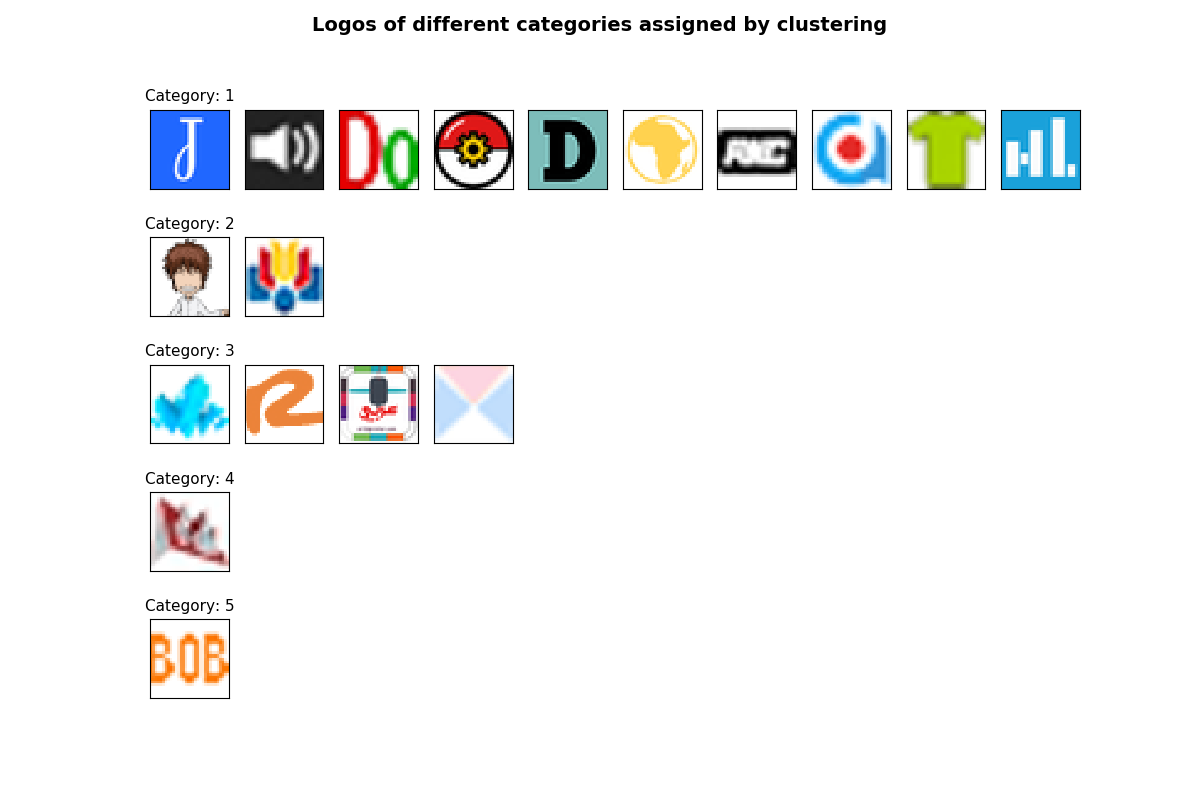 Logos of different categories assigned by clustering
Category: 1
J
Do
D
Category: 2
Category: 3
R
Category: 4
Category: 5
BOB